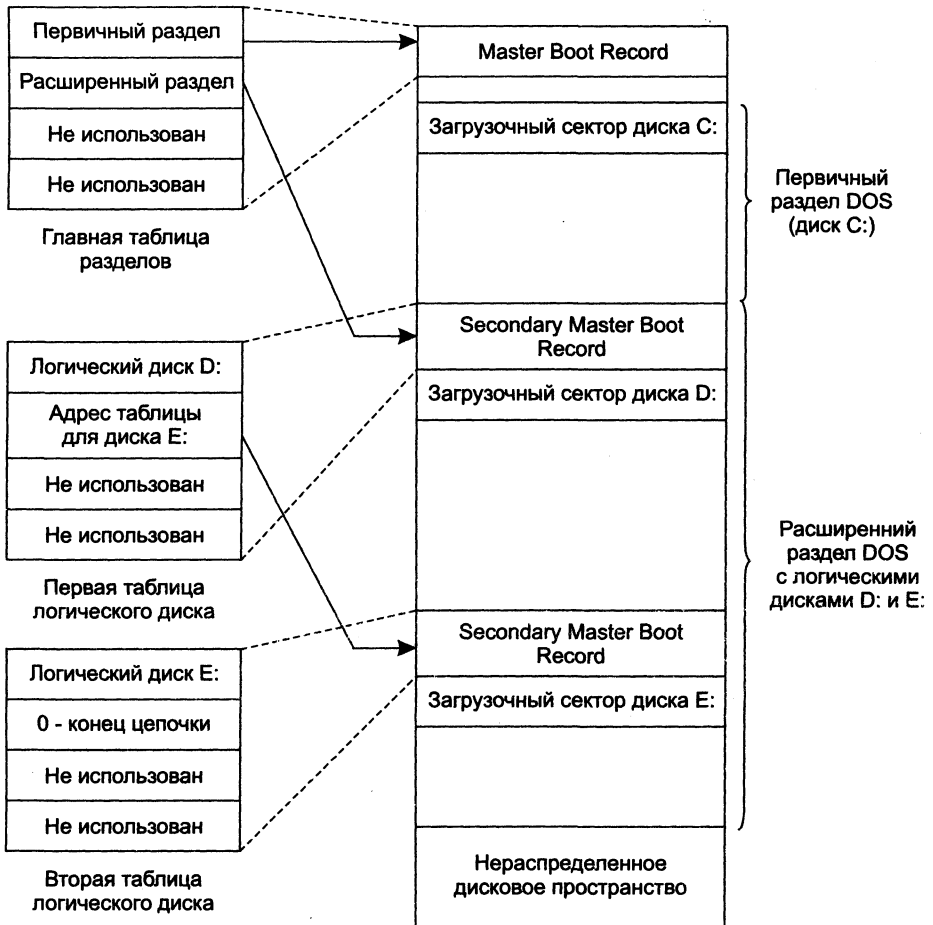 Первичный раздел
Расширенный раздел
Не использован
Не использован
Главная таблица
разделов
Логический диск D:
Адрес таблицы
для диска E:
Не использован
Не использован
Первая таблица
логического диска
Логический диск E:
0 - конец цепочки
Не использован
Не использован
Вторая таблица
логического диска
Master Boot Record
Загрузочный сектор диска C:
Secondary Master Boot
Record
Загрузочный сектор диска D:
Secondary Master Boot
Record
Загрузочный сектор диска E:
Нераспределенное
дисковое пространство
Первичный
раздел DOS
(диск C:)
Расширенний
раздел DOS
с логическими
дисками D: и E: